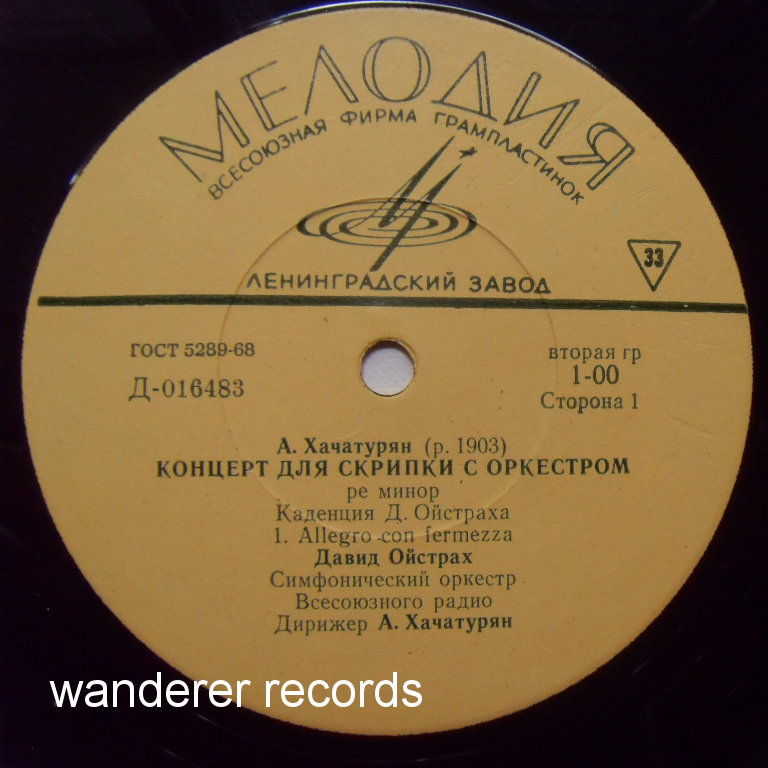 МЕЛОДИЯ
ВСЕСОЮЗНАЯ ФИРМА ГРАМПЛАСТИНОК
ЛЕНИНГРАДСКИЙ ЗАВОД
33
ГОСТ 5289-68
Д-016483
вторая гр
1-00
Сторона 1
А. Хачатурян (р. 1903)
КОНЦЕРТ ДЛЯ СКРИПКИ С ОРКЕСТРОМ
ре минор
Каденция Д. Ойстраха
1. Allegro con fermezza
Давид Ойстрах
Симфонический оркестр
Всесоюзного радио
Дирижер А. Хачатурян
wanderer records